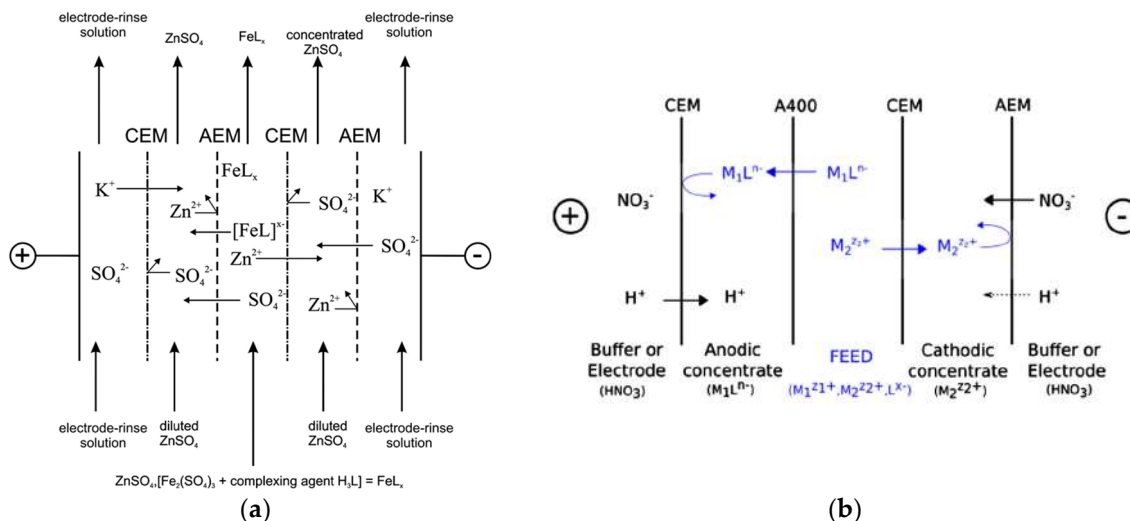 electrode-rinse
solution
ZnSO₄
FeLₓ
concentrated
ZnSO₄
electrode-rinse
solution
CEM
AEM
CEM
AEM
FeLₓ
K⁺
K⁺
Zn²⁺
SO₄²⁻
[FeL]ˣ⁻
Zn²⁺
SO₄²⁻
+
SO₄²⁻
SO₄²⁻
SO₄²⁻
Zn²⁺
-
electrode-rinse
solution
diluted
ZnSO₄
diluted
ZnSO₄
electrode-rinse
solution
ZnSO₄,[Fe₂(SO₄)₃ + complexing agent H₃L] = FeLₓ
(a)
CEM
A400
CEM
AEM
M₁Lⁿ⁻
M₁Lⁿ⁻
NO₃⁻
NO₃⁻
+
-
M₂ᶻ²⁺
M₂ᶻ²⁺
H⁺
H⁺
H⁺
Buffer or
Electrode
(HNO₃)
Anodic
concentrate
(M₁Lⁿ⁻)
FEED
(M₁ᶻ¹⁺,M₂ᶻ²⁺,Lˣ⁻)
Cathodic
concentrate
(M₂ᶻ²⁺)
Buffer or
Electrode
(HNO₃)
(b)